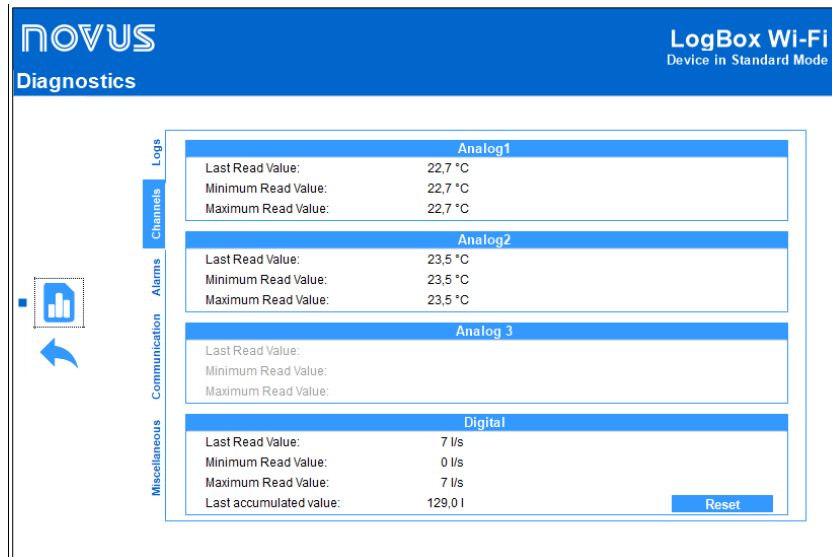 NOVUS
LogBox Wi-Fi
Device in Standard Mode
Diagnostics
Logs
Channels
Alarms
Communication
Miscellaneous
Analog1
Last Read Value: 22,7 °C
Minimum Read Value: 22,7 °C
Maximum Read Value: 22,7 °C
Analog2
Last Read Value: 23,5 °C
Minimum Read Value: 23,5 °C
Maximum Read Value: 23,5 °C
Analog 3
Last Read Value:
Minimum Read Value:
Maximum Read Value:
Digital
Last Read Value: 7 l/s
Minimum Read Value: 0 l/s
Maximum Read Value: 7 l/s
Last accumulated value: 129,0 l
Reset